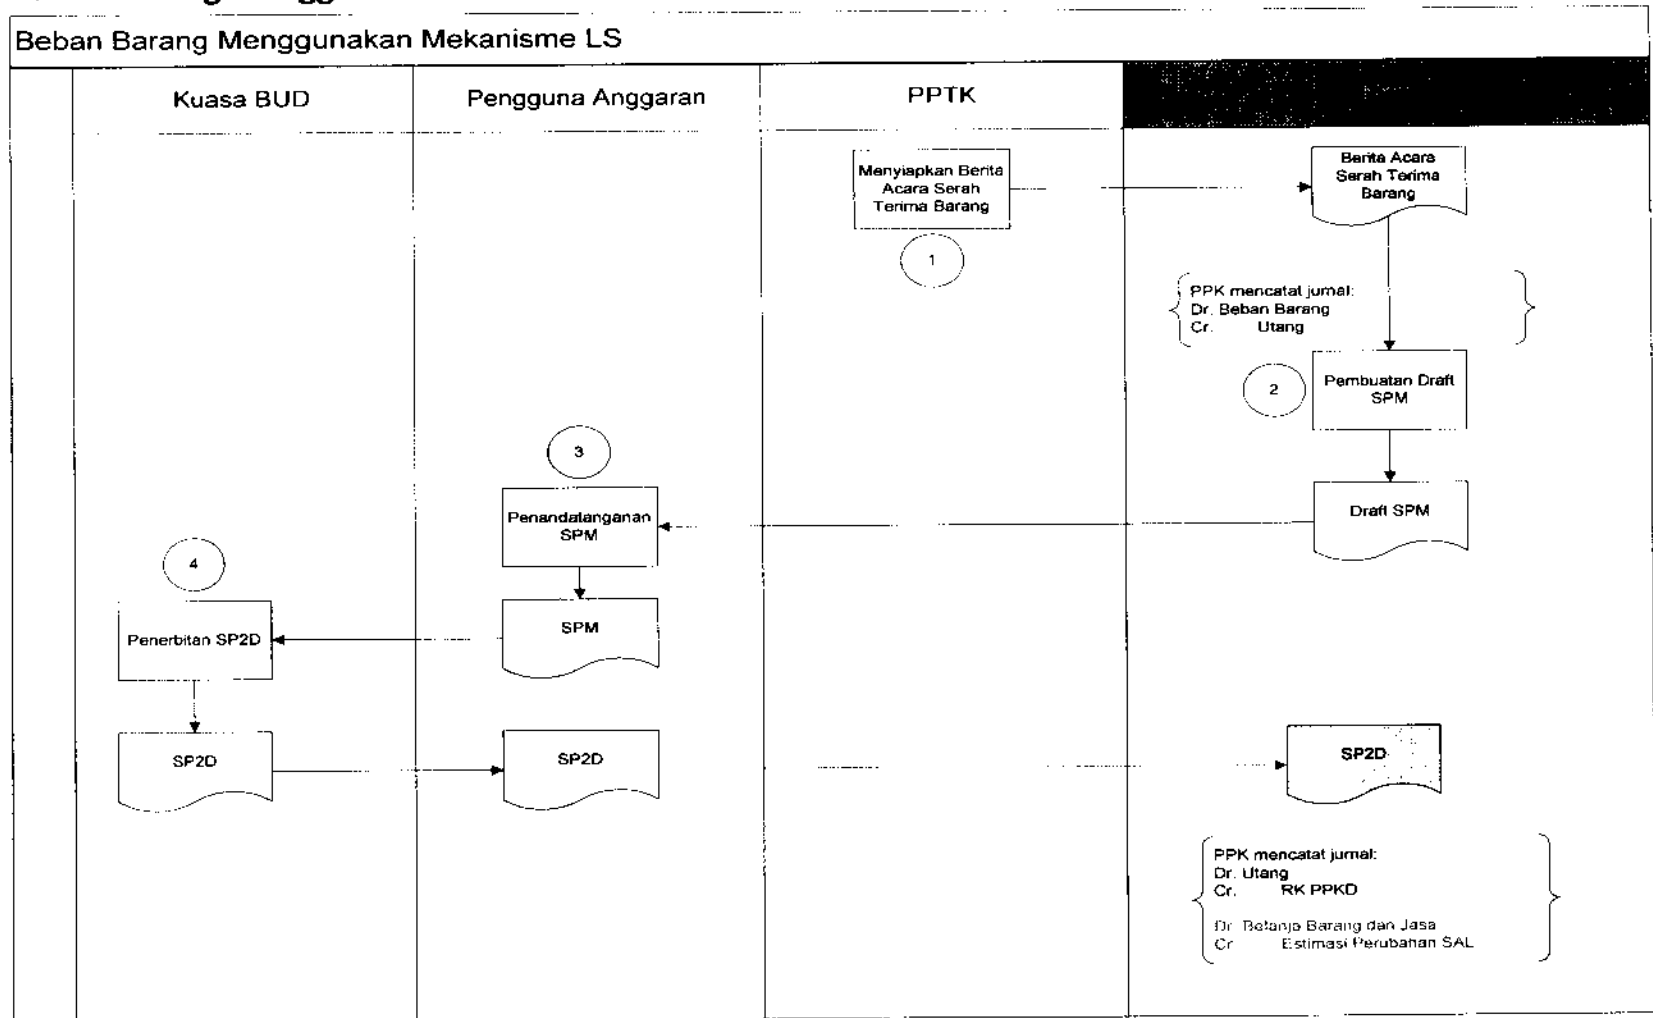 Beban Barang Menggunakan Mekanisme LS
Kuasa BUD
Pengguna Anggaran
PPTK
Menyiapkan Berita
Acara Serah
Terima Barang
1
Berita Acara
Serah Terima
Barang
PPK mencatat jurnal:
Dr. Beban Barang
Cr. Utang
2
Pembuatan Draft
SPM
3
Penandatanganan
SPM
Draft SPM
4
Penerbitan SP2D
SPM
SP2D
SP2D
SP2D
PPK mencatat jurnal:
Dr. Utang
Cr. RK PPKD
Dr Belanja Barang dan Jasa
Cr Estimasi Perubahan SAL